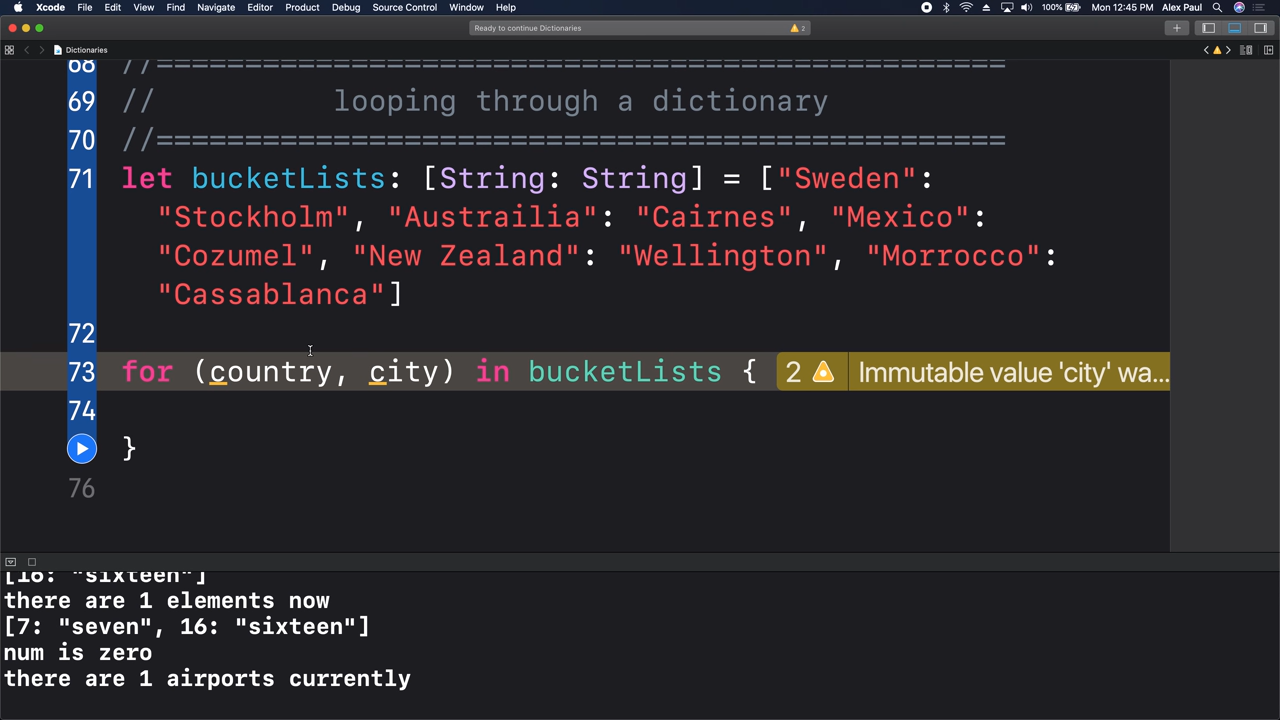 Xcode File Edit View Find Navigate Editor Product Debug Source Control Window Help 100% Mon 12:45 PM Alex Paul
Ready to continue Dictionaries 2
Dictionaries
68 //================================================
69 // looping through a dictionary
70 //================================================
71 let bucketLists: [String: String] = ["Sweden":
"Stockholm", "Austrailia": "Cairnes", "Mexico":
"Cozumel", "New Zealand": "Wellington", "Morrocco":
"Cassablanca"]
72
73 for (country, city) in bucketLists { 2 Immutable value 'city' wa...
74
}
76
[16: "sixteen"]
there are 1 elements now
[7: "seven", 16: "sixteen"]
num is zero
there are 1 airports currently